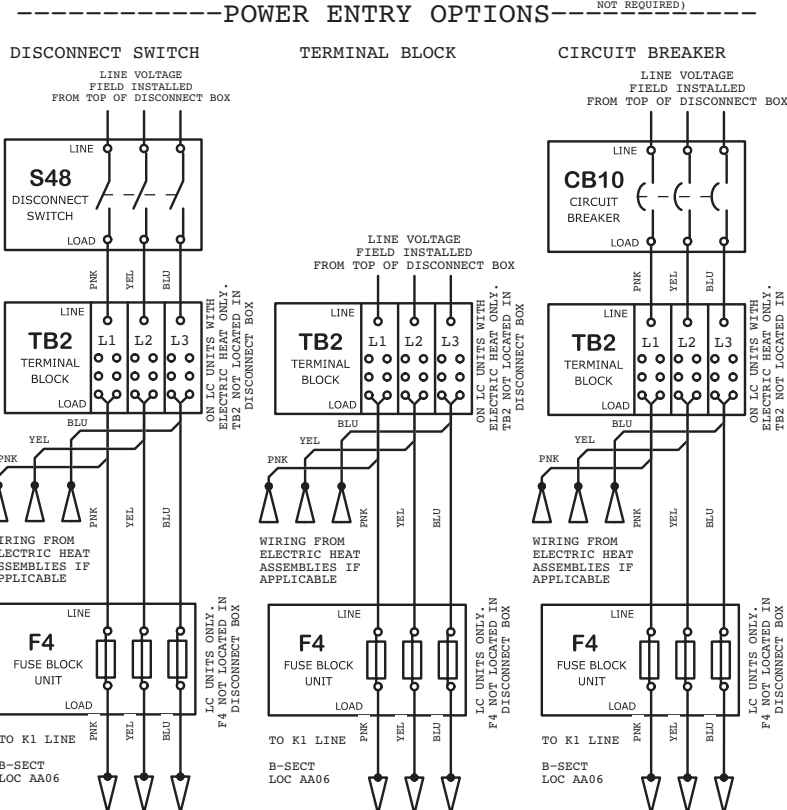 NOT REQUIRED)
POWER ENTRY OPTIONS
DISCONNECT SWITCH
LINE VOLTAGE
FIELD INSTALLED
FROM TOP OF DISCONNECT BOX
LINE
S48
DISCONNECT
SWITCH
LOAD
PNK
YEL
BLU
LINE
TB2
TERMINAL
BLOCK
L1
L2
L3
LOAD
ON LC UNITS WITH
ELECTRIC HEAT ONLY.
TB2 NOT LOCATED IN
DISCONNECT BOX
BLU
YEL
PNK
PNK
YEL
BLU
IRING FROM
LECTRIC HEAT
SSEMBLIES IF
PPLICABLE
LINE
F4
FUSE BLOCK
UNIT
LOAD
LC UNITS ONLY.
F4 NOT LOCATED IN
DISCONNECT BOX
PNK
YEL
BLU
TO K1 LINE
B-SECT
LOC AA06
TERMINAL BLOCK
LINE VOLTAGE
FIELD INSTALLED
FROM TOP OF DISCONNECT BOX
LINE
TB2
TERMINAL
BLOCK
L1
L2
L3
LOAD
ON LC UNITS WITH
ELECTRIC HEAT ONLY.
TB2 NOT LOCATED IN
DISCONNECT BOX
BLU
YEL
PNK
PNK
YEL
BLU
WIRING FROM
ELECTRIC HEAT
ASSEMBLIES IF
APPLICABLE
LINE
F4
FUSE BLOCK
UNIT
LOAD
LC UNITS ONLY.
F4 NOT LOCATED IN
DISCONNECT BOX
PNK
YEL
BLU
TO K1 LINE
B-SECT
LOC AA06
CIRCUIT BREAKER
LINE VOLTAGE
FIELD INSTALLED
FROM TOP OF DISCONNECT BOX
LINE
CB10
CIRCUIT
BREAKER
LOAD
PNK
YEL
BLU
LINE
TB2
TERMINAL
BLOCK
L1
L2
L3
LOAD
ON LC UNITS WITH
ELECTRIC HEAT ONLY.
TB2 NOT LOCATED IN
BLU
YEL
PNK
PNK
YEL
BLU
WIRING FROM
ELECTRIC HEAT
ASSEMBLIES IF
APPLICABLE
LINE
F4
FUSE BLOCK
UNIT
LOAD
LC UNITS ONLY.
F4 NOT LOCATED IN
DISCONNECT BOX
PNK
YEL
BLU
TO K1 LINE
B-SECT
LOC AA06